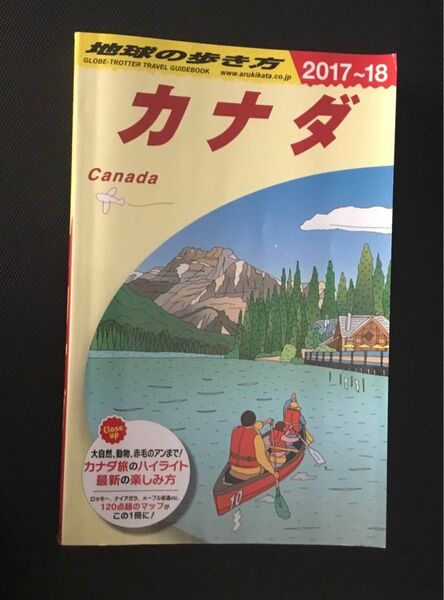 地球の歩き方
GLOBE-TROTTER TRAVEL GUIDEBOOK
www.arukikata.co.jp
2017~18
カナダ
Canada
Close up
大自然、動物、赤毛のアンまで!
カナダ旅のハイライト
最新の楽しみ方
ロッキー、ナイアガラ、メープル街道etc.
120点超のマップが
この1冊に!
10